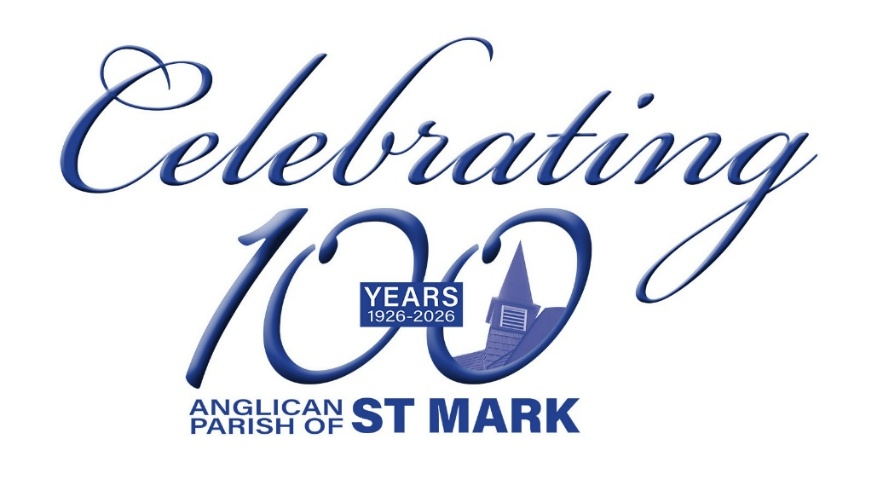 Celebrating
100
YEARS
1926-2026
ANGLICAN
PARISH OF ST MARK